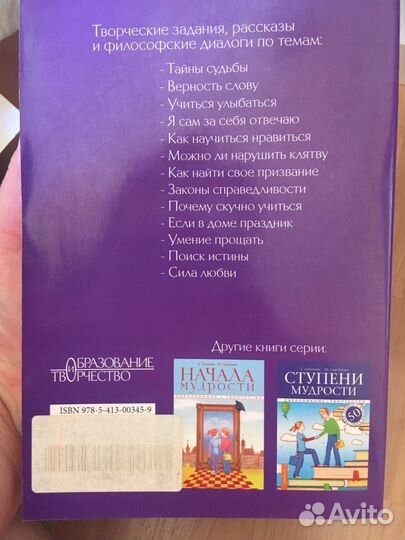 Творческие задания, рассказы
и философские диалоги по темам:
- Тайны судьбы
- Верность слову
- Учиться улыбаться
- Я сам за себя отвечаю
- Как научиться нравиться
- Можно ли нарушить клятву
- Как найти свое призвание
- Законы справедливости
- Почему скучно учиться
- Если в доме праздник
- Умение прощать
- Поиск истины
- Сила любви
Другие книги серии:
ОБРАЗОВАНИЕ
И
ТВОРЧЕСТВО
НАЧАЛА
МУДРОСТИ
СТУПЕНИ
МУДРОСТИ
50
ISBN 978-5-413-00345-9
Avito